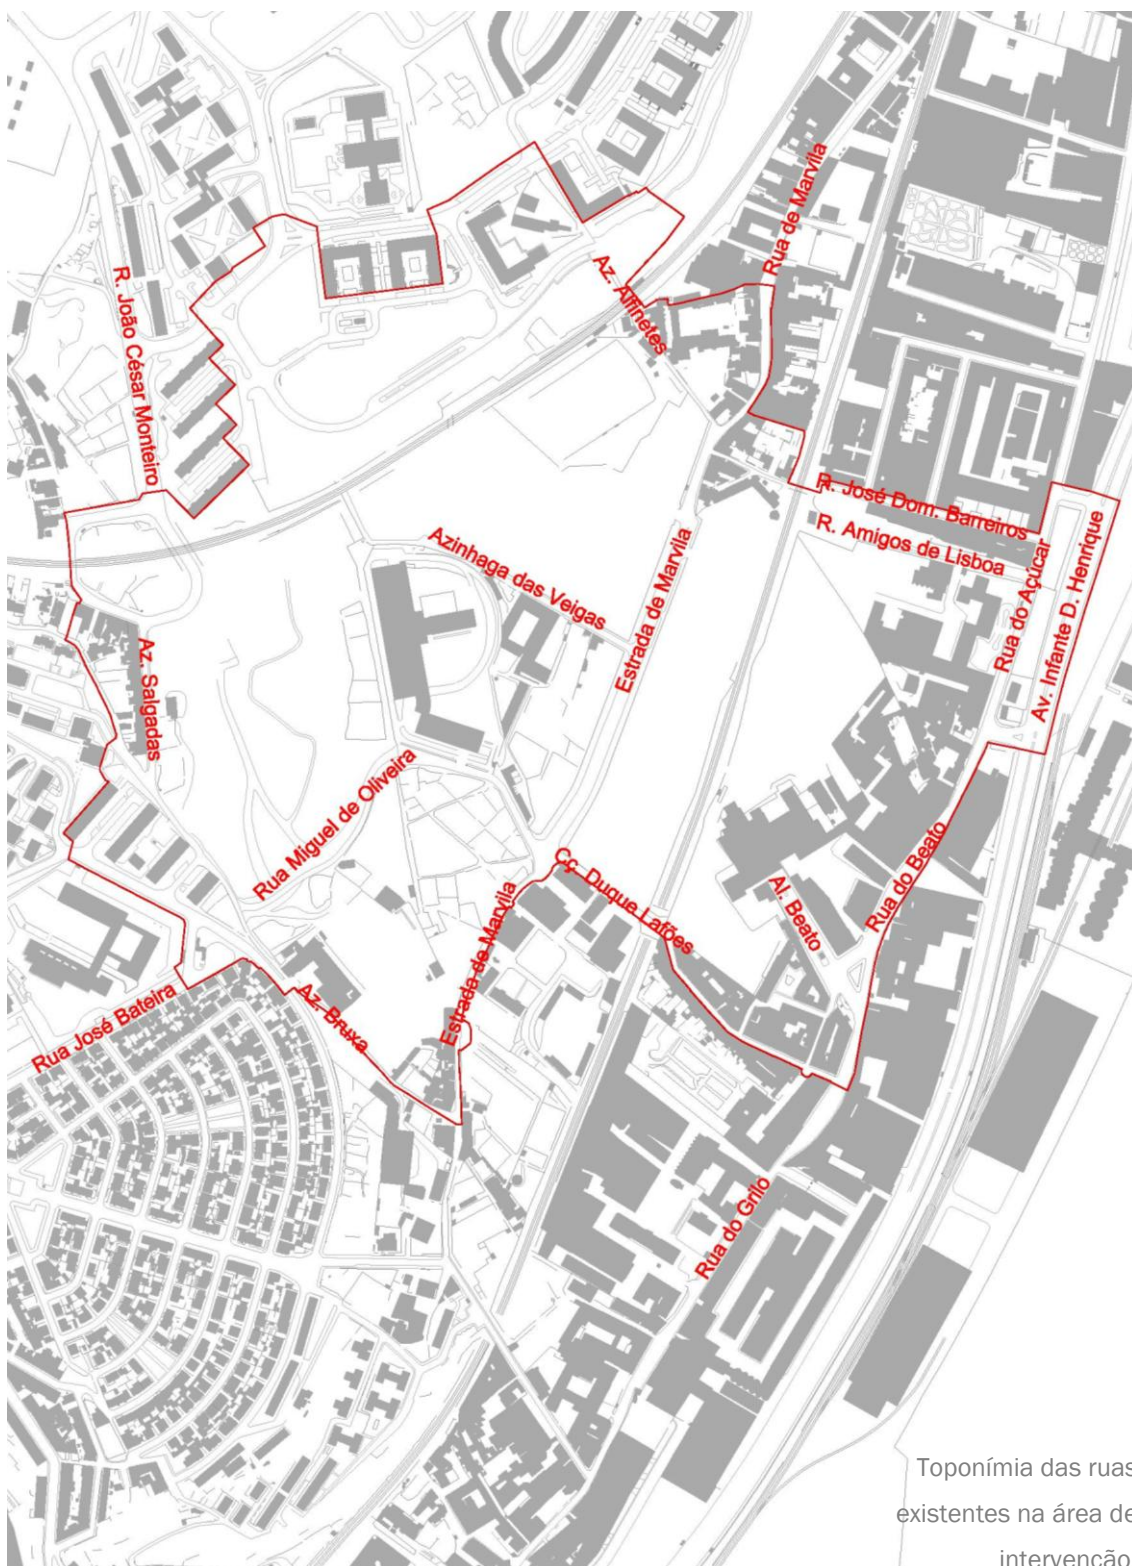 Rua de Marvila
Az. Alfinetes
R. João César Monteiro
R. José Dom. Barreiros
R. Amigos de Lisboa
Azinhaga das Veigas
Estrada de Marvila
Rua do Açúcar
Av. Infante D. Henrique
Az. Salgadas
Rua Miguel de Oliveira
Cç. Duque Lafões
Al. Beato
Rua do Beato
Estrada de Marvila
Az. Bruxa
Rua José Bateira
Rua do Grilo
Toponímia das ruas
existentes na área de
intervenção